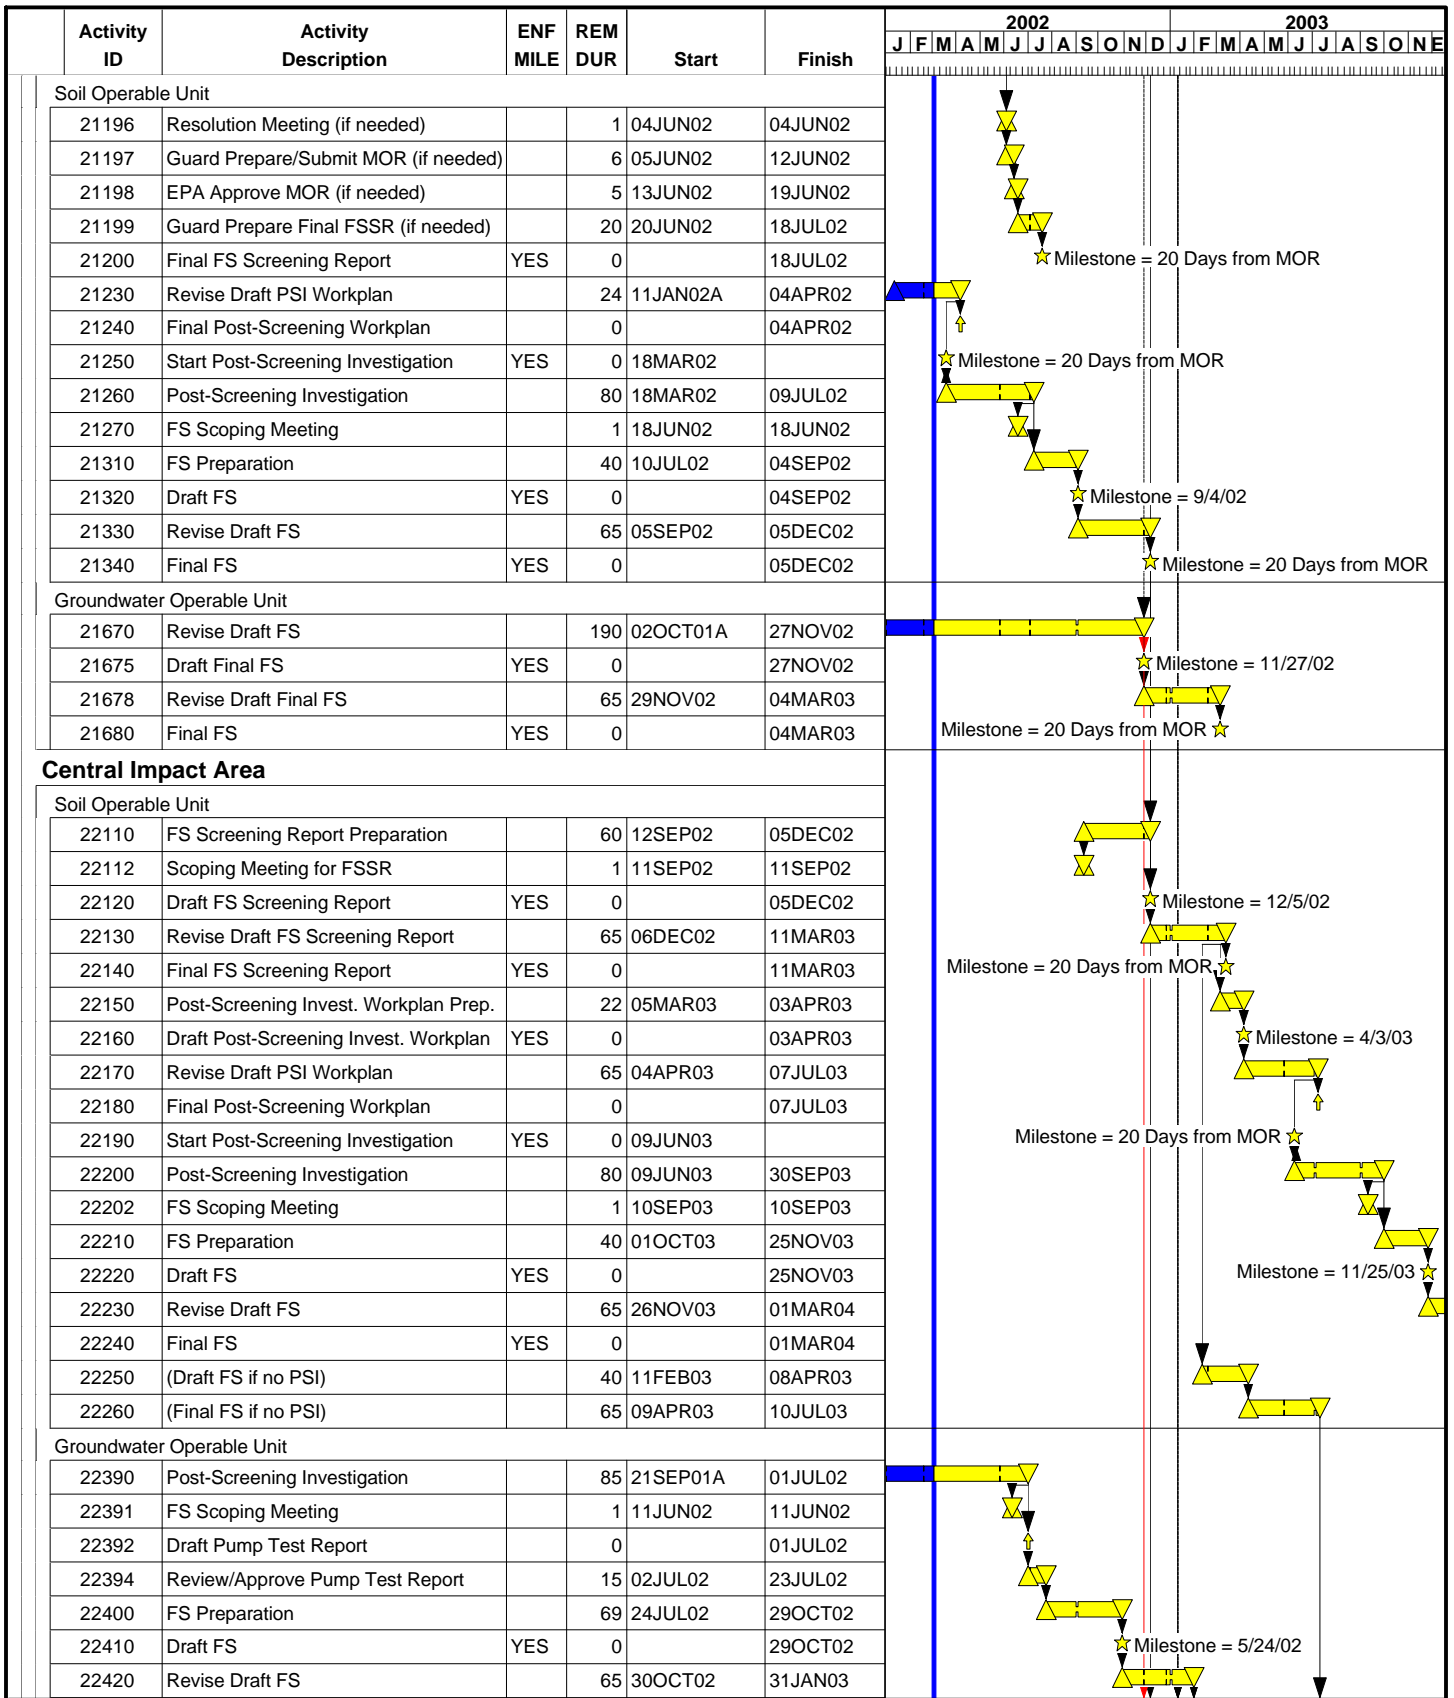 Activity Activity ENF REM 2002 2003
ID Description MILE DUR Start Finish J F M A M J J A S O N D J F M A M J J A S O N E
Soil Operable Unit
21196 Resolution Meeting (if needed) 1 04JUN02 04JUN02
21197 Guard Prepare/Submit MOR (if needed) 6 05JUN02 12JUN02
21198 EPA Approve MOR (if needed) 5 13JUN02 19JUN02
21199 Guard Prepare Final FSSR (if needed) 20 20JUN02 18JUL02
21200 Final FS Screening Report YES 0 18JUL02 Milestone = 20 Days from MOR
21230 Revise Draft PSI Workplan 24 11JAN02A 04APR02
21240 Final Post-Screening Workplan 0 04APR02
21250 Start Post-Screening Investigation YES 0 18MAR02 Milestone = 20 Days from MOR
21260 Post-Screening Investigation 80 18MAR02 09JUL02
21270 FS Scoping Meeting 1 18JUN02 18JUN02
21310 FS Preparation 40 10JUL02 04SEP02
21320 Draft FS YES 0 04SEP02 Milestone = 9/4/02
21330 Revise Draft FS 65 05SEP02 05DEC02
21340 Final FS YES 0 05DEC02 Milestone = 20 Days from MOR
Groundwater Operable Unit
21670 Revise Draft FS 190 02OCT01A 27NOV02
21675 Draft Final FS YES 0 27NOV02 Milestone = 11/27/02
21678 Revise Draft Final FS 65 29NOV02 04MAR03
21680 Final FS YES 0 04MAR03 Milestone = 20 Days from MOR
Central Impact Area
Soil Operable Unit
22110 FS Screening Report Preparation 60 12SEP02 05DEC02
22112 Scoping Meeting for FSSR 1 11SEP02 11SEP02
22120 Draft FS Screening Report YES 0 05DEC02 Milestone = 12/5/02
22130 Revise Draft FS Screening Report 65 06DEC02 11MAR03
22140 Final FS Screening Report YES 0 11MAR03 Milestone = 20 Days from MOR
22150 Post-Screening Invest. Workplan Prep. 22 05MAR03 03APR03
22160 Draft Post-Screening Invest. Workplan YES 0 03APR03 Milestone = 4/3/03
22170 Revise Draft PSI Workplan 65 04APR03 07JUL03
22180 Final Post-Screening Workplan 0 07JUL03
22190 Start Post-Screening Investigation YES 0 09JUN03 Milestone = 20 Days from MOR
22200 Post-Screening Investigation 80 09JUN03 30SEP03
22202 FS Scoping Meeting 1 10SEP03 10SEP03
22210 FS Preparation 40 01OCT03 25NOV03
22220 Draft FS YES 0 25NOV03 Milestone = 11/25/03
22230 Revise Draft FS 65 26NOV03 01MAR04
22240 Final FS YES 0 01MAR04
22250 (Draft FS if no PSI) 40 11FEB03 08APR03
22260 (Final FS if no PSI) 65 09APR03 10JUL03
Groundwater Operable Unit
22390 Post-Screening Investigation 85 21SEP01A 01JUL02
22391 FS Scoping Meeting 1 11JUN02 11JUN02
22392 Draft Pump Test Report 0 01JUL02
22394 Review/Approve Pump Test Report 15 02JUL02 23JUL02
22400 FS Preparation 69 24JUL02 29OCT02
22410 Draft FS YES 0 29OCT02 Milestone = 5/24/02
22420 Revise Draft FS 65 30OCT02 31JAN03